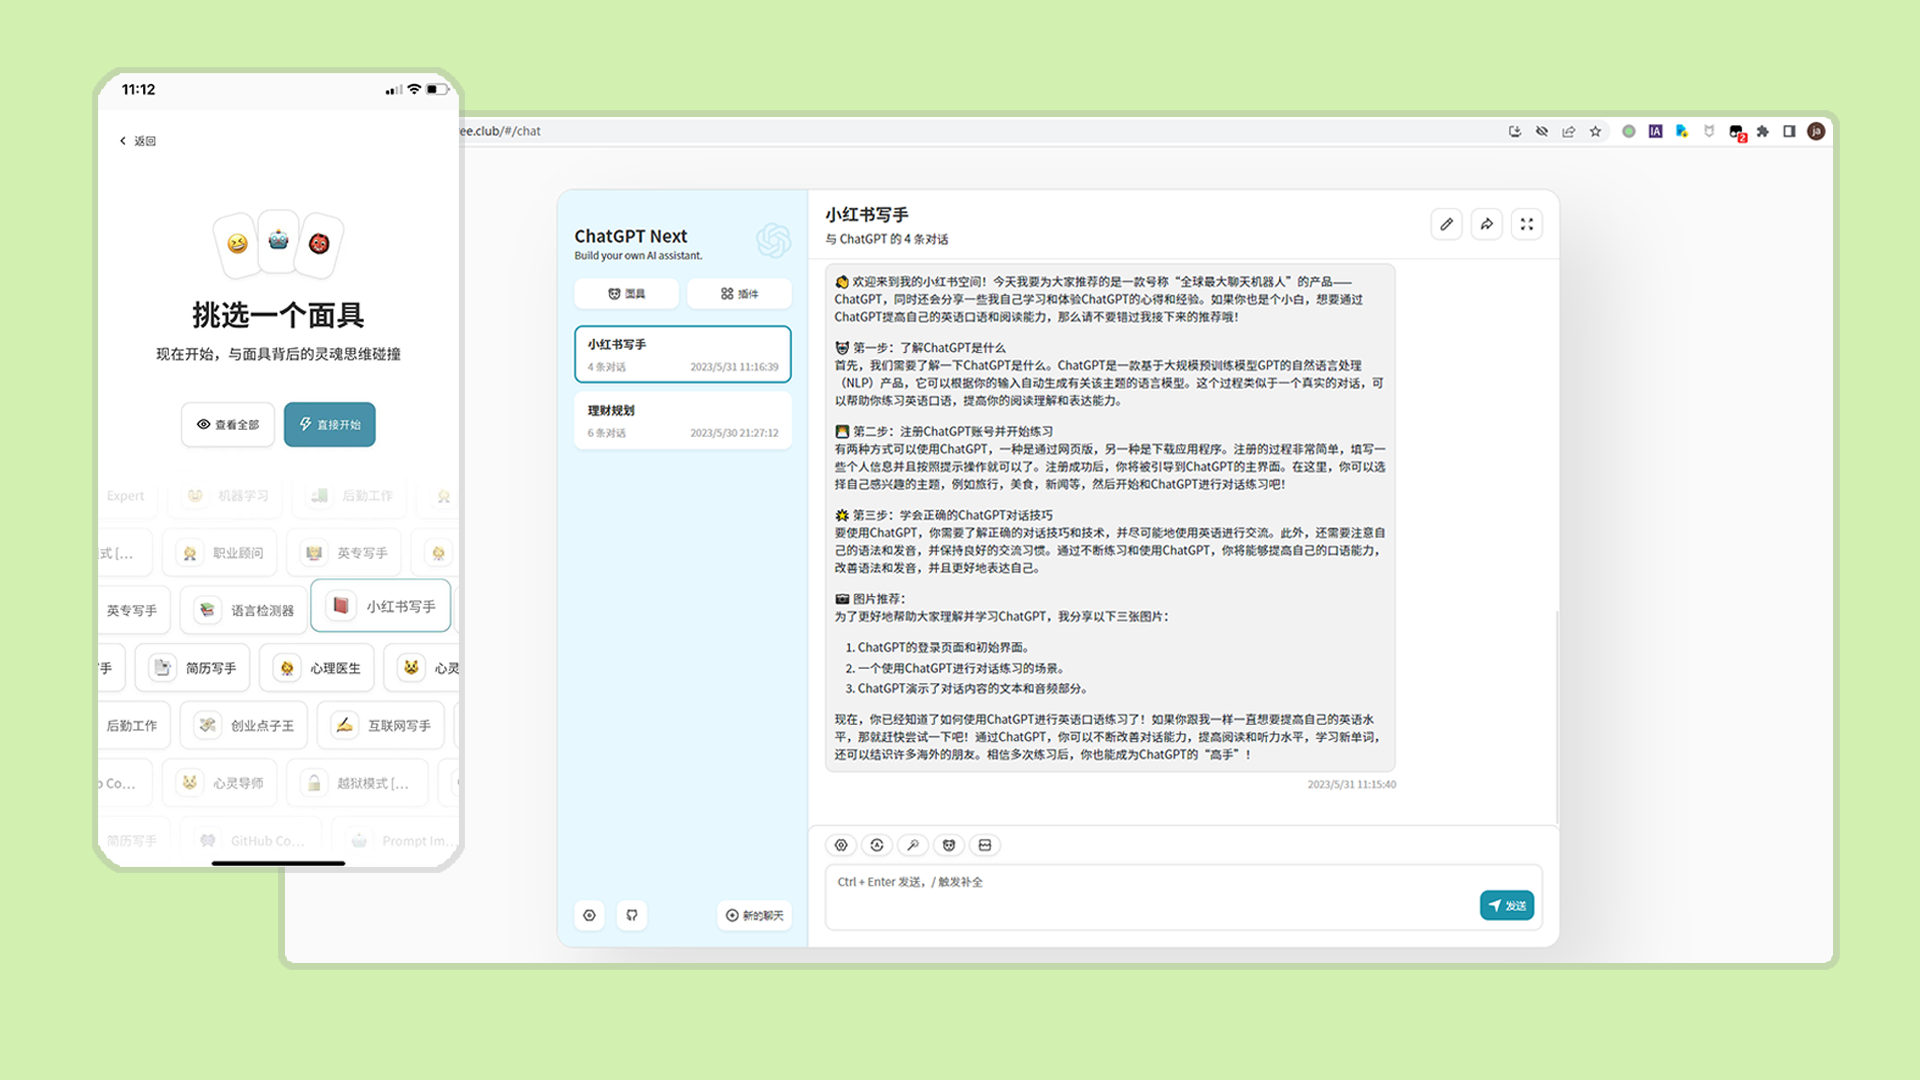 11:12
返回
挑选一个面具
现在开始，与面具背后的灵魂思维碰撞
查看全部
直接开始
Expert
机器学习
后勤工作
式 [...
职业顾问
英专写手
英专写手
语言检测器
小红书写手
手
简历写手
心理医生
心灵
后勤工作
创业点子王
互联网写手
Co...
心灵导师
越狱模式 [...
简历写手
GitHub Co...
Prompt Im...
ee.club/#/chat
IA
2
ja
ChatGPT Next
Build your own AI assistant.
面具
插件
小红书写手
4 条对话
2023/5/31 11:16:39
理财规划
6 条对话
2023/5/30 21:27:12
新的聊天
小红书写手
与 ChatGPT 的 4 条对话
欢迎来到我的小红书空间！今天我要为大家推荐的是一款号称“全球最大聊天机器人”的产品——
ChatGPT，同时还会分享一些我自己学习和体验ChatGPT的心得和经验。如果你也是个小白，想要通过
ChatGPT提高自己的英语口语和阅读能力，那么请不要错过我接下来的推荐哦！
第一步：了解ChatGPT是什么
首先，我们需要了解一下ChatGPT是什么。ChatGPT是一款基于大规模预训练模型GPT的自然语言处理
（NLP）产品，它可以根据你的输入自动生成有关该主题的语言模型。这个过程类似于一个真实的对话，可
以帮助你练习英语口语，提高你的阅读理解和表达能力。
第二步：注册ChatGPT账号并开始练习
有两种方式可以使用ChatGPT，一种是通过网页版，另一种是下载应用程序。注册的过程非常简单，填写一
些个人信息并且按照提示操作就可以了。注册成功后，你将被引导到ChatGPT的主界面。在这里，你可以选
择自己感兴趣的主题，例如旅行，美食，新闻等，然后开始和ChatGPT进行对话练习吧！
第三步：学会正确的ChatGPT对话技巧
要使用ChatGPT，你需要了解正确的对话技巧和技术，并尽可能地使用英语进行交流。此外，还需要注意自
己的语法和发音，并保持良好的交流习惯。通过不断练习和使用ChatGPT，你将能够提高自己的口语能力，
改善语法和发音，并且更好地表达自己。
图片推荐：
为了更好地帮助大家理解并学习ChatGPT，我分享以下三张图片：
1. ChatGPT的登录页面和初始界面。
2. 一个使用ChatGPT进行对话练习的场景。
3. ChatGPT演示了对话内容的文本和音频部分。
现在，你已经知道了如何使用ChatGPT进行英语口语练习了！如果你跟我一样一直想要提高自己的英语水
平，那就赶快尝试一下吧！通过ChatGPT，你可以不断改善对话能力，提高阅读和听力水平，学习新单词，
还可以结识许多海外的朋友。相信多次练习后，你也能成为ChatGPT的“高手”！
2023/5/31 11:15:40
Ctrl + Enter 发送，/ 触发补全
发送